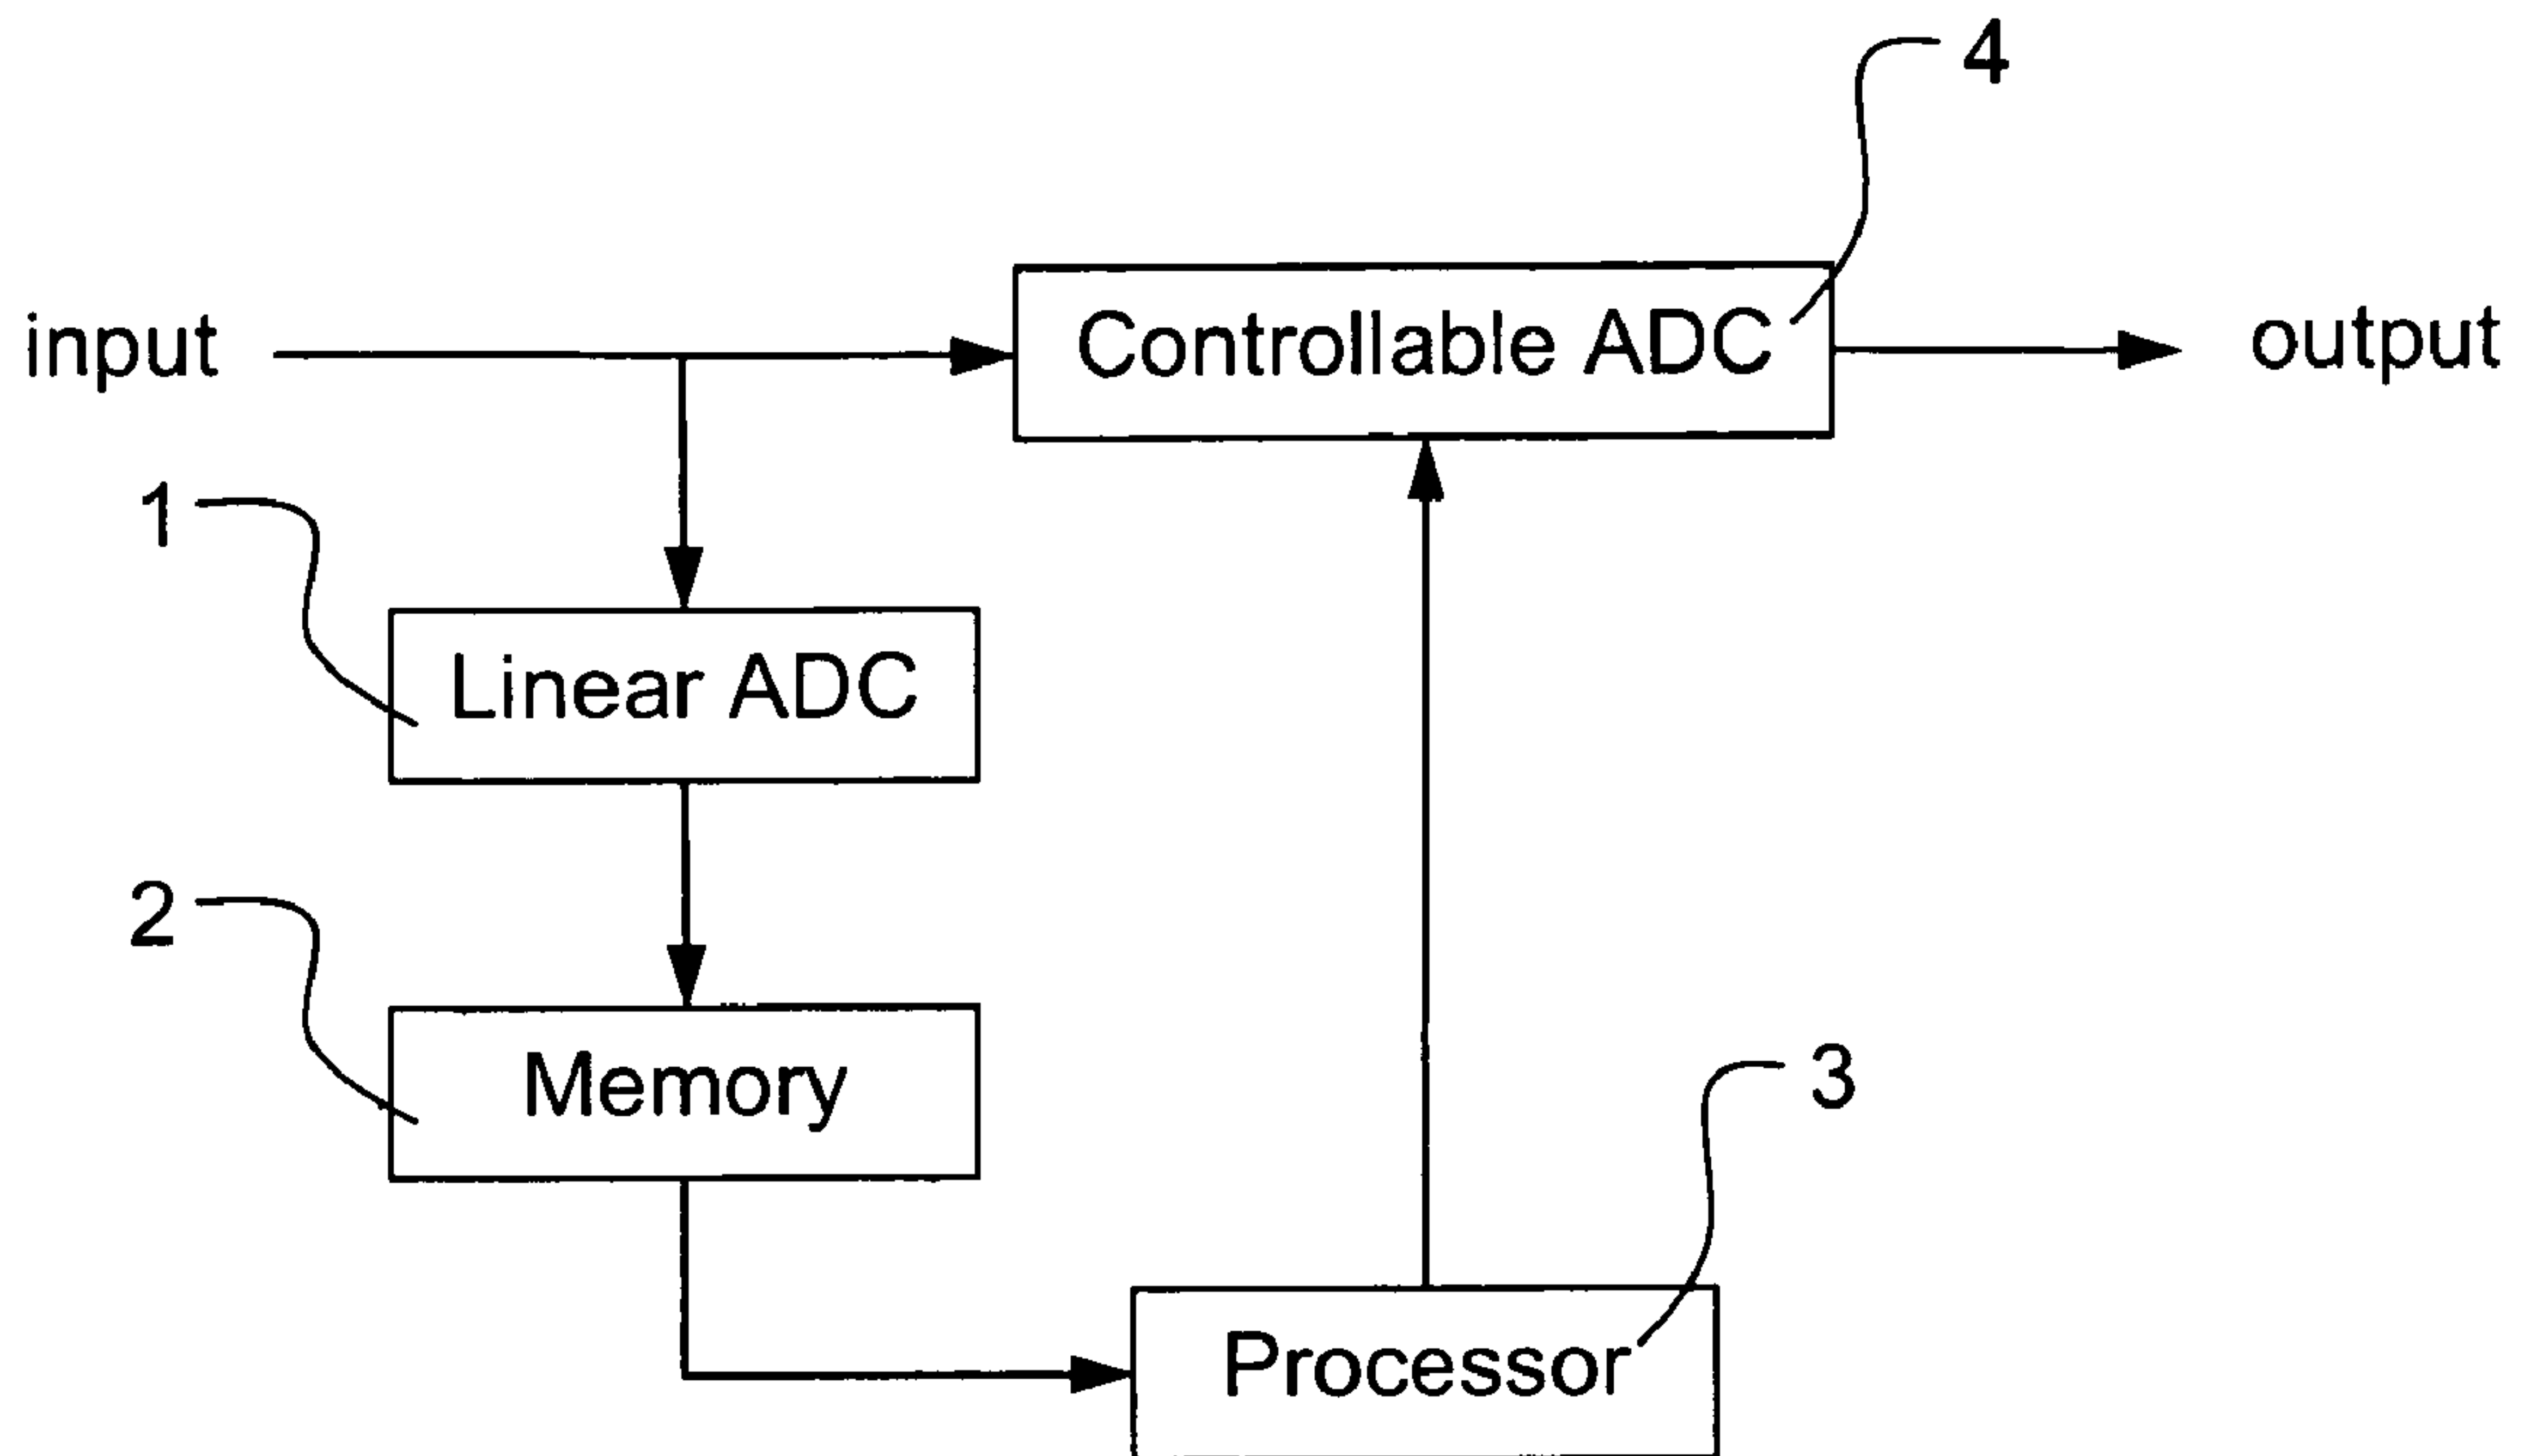 4
input
Controllable ADC
output
1
Linear ADC
2
Memory
3
Processor